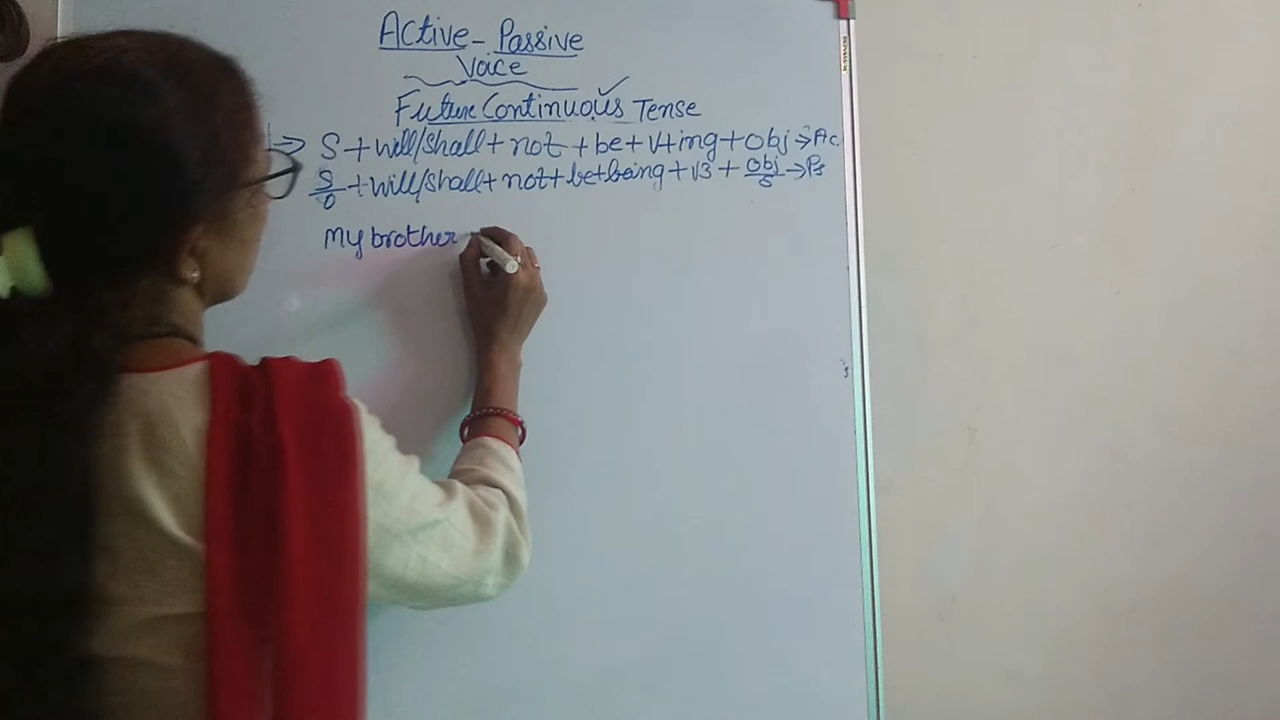 Active - Passive
Voice
Future Continuous Tense
⇒ S + will/shall + not + be + v+ing + obj → Ac
S/O + will/shall + not + be + being + V3 + Obj/S → Ps
My brother